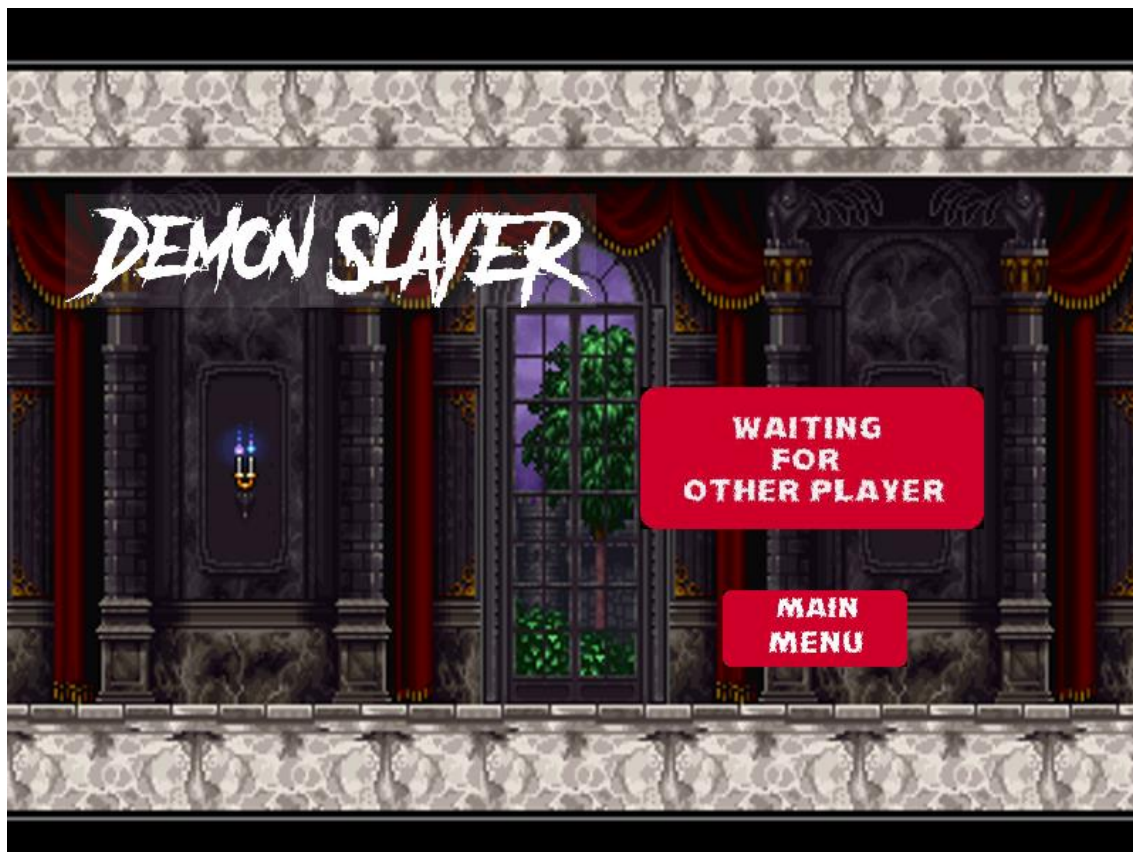 DEMON SLAYER
WAITING
FOR
OTHER PLAYER
MAIN
MENU